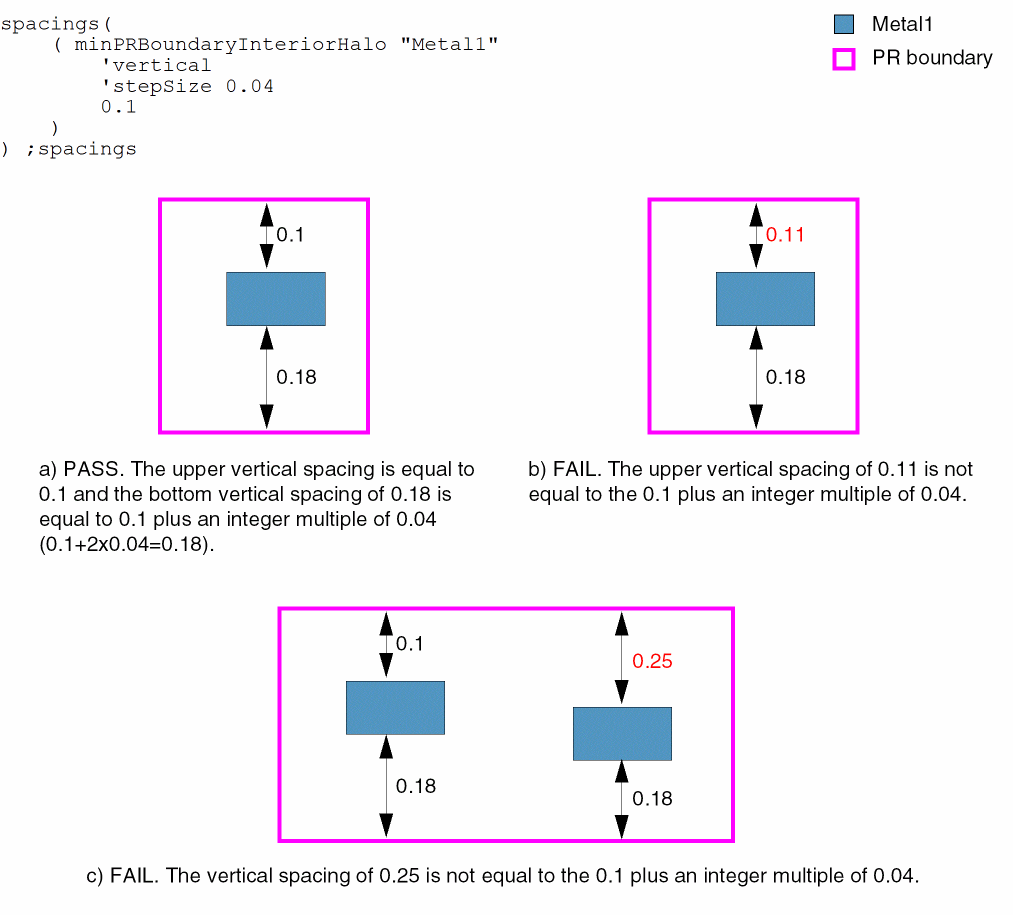 spacings(
( minPRBoundaryInteriorHalo "Metal1"
'vertical
'stepSize 0.04
0.1
)
) ;spacings
Metal1
PR boundary
0.1
0.18
0.11
0.18
a) PASS. The upper vertical spacing is equal to
0.1 and the bottom vertical spacing of 0.18 is
equal to 0.1 plus an integer multiple of 0.04
(0.1+2x0.04=0.18).
b) FAIL. The upper vertical spacing of 0.11 is not
equal to the 0.1 plus an integer multiple of 0.04.
0.1
0.25
0.18
0.18
c) FAIL. The vertical spacing of 0.25 is not equal to the 0.1 plus an integer multiple of 0.04.